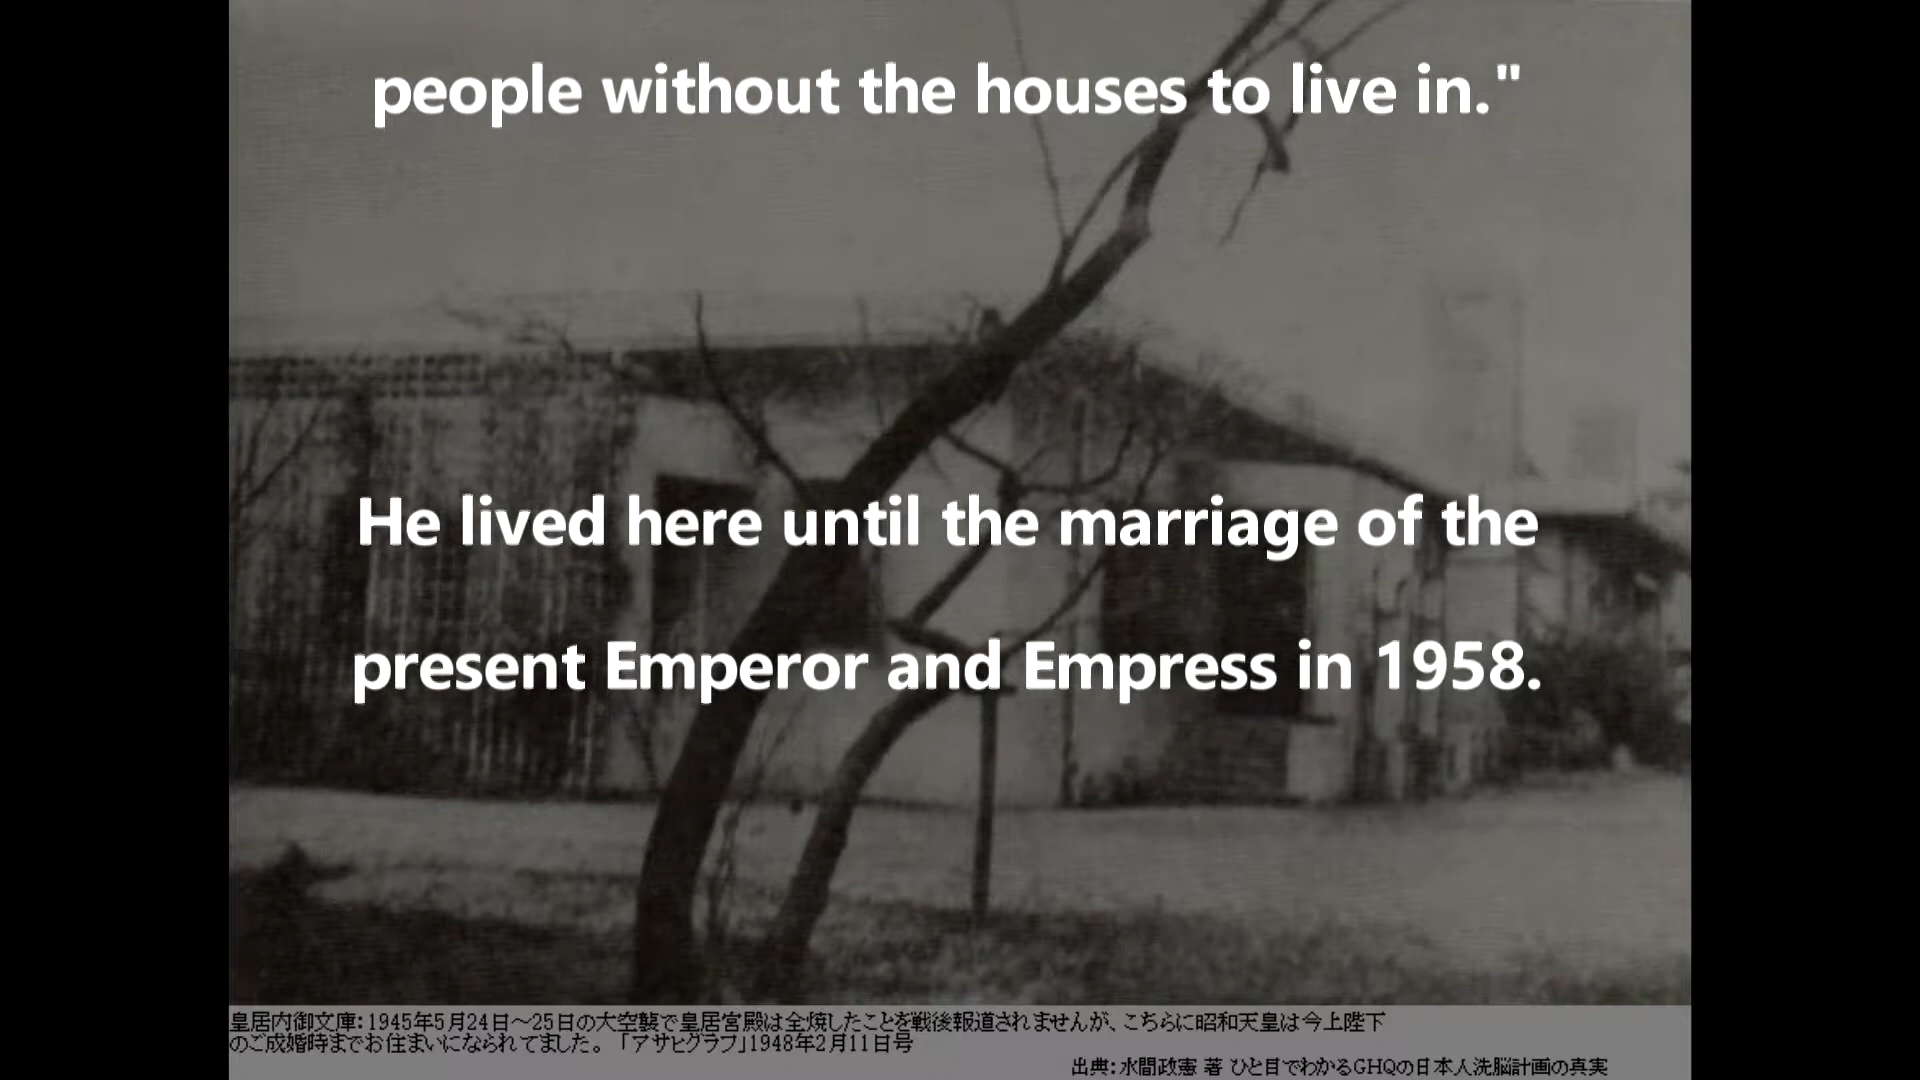 people without the houses to live in."
He lived here until the marriage of the
present Emperor and Empress in 1958.
皇居内御文庫：1945年5月24日～25日の大空襲で皇居宮殿は全焼したことを戦後報道されませんが、こちらに昭和天皇は今上陛下
のご成婚時までお住まいになられてました。「アサヒグラフ」1948年2月11日号
出典：水間政憲 著 ひと目でわかるGHQの日本人洗脳計画の真実